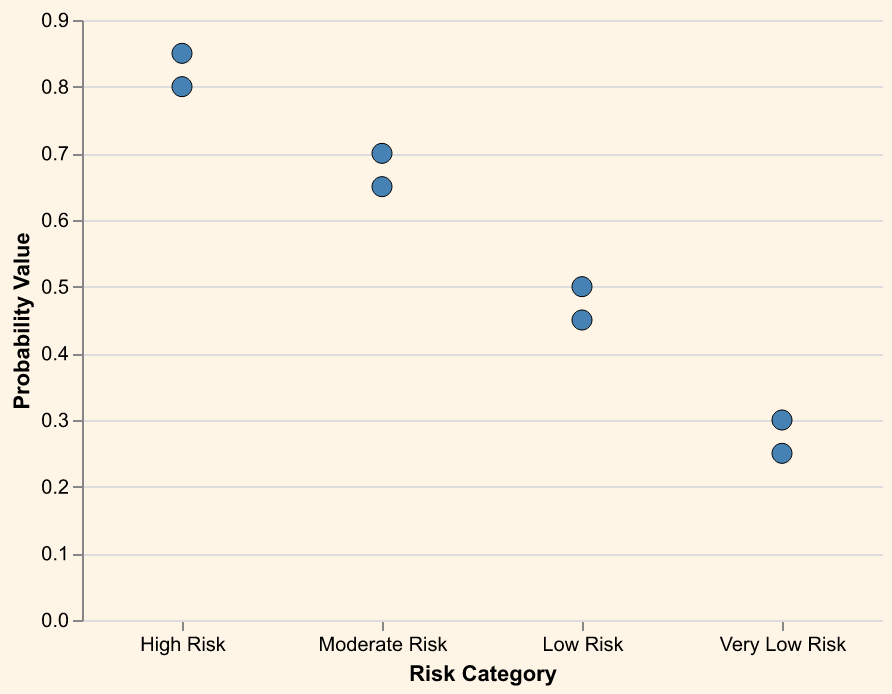 0.9
0.8
0.7
0.6
0.5
0.4
0.3
0.2
0.1
0.0
Probability Value
High Risk
Moderate Risk
Low Risk
Very Low Risk
Risk Category